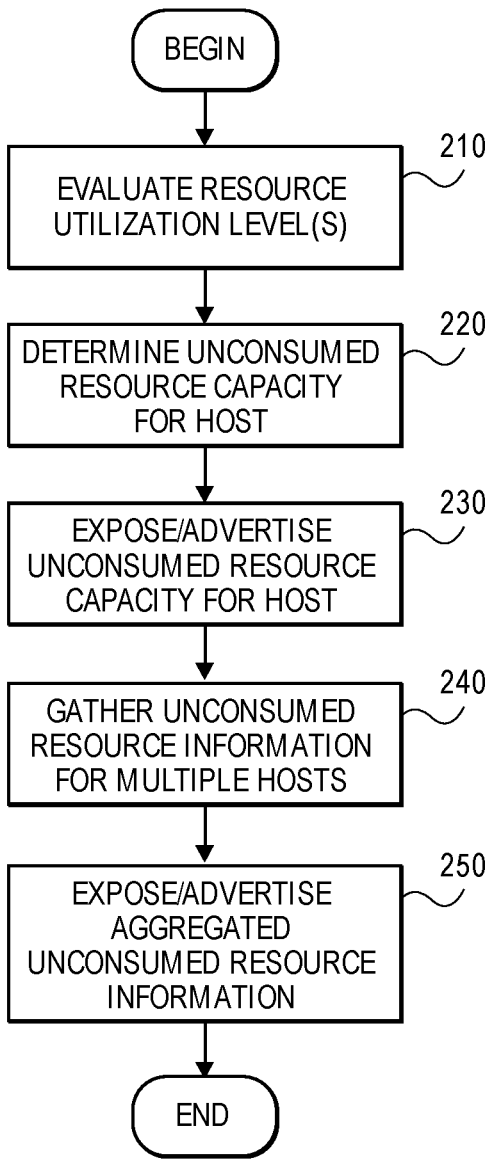 BEGIN
210
EVALUATE RESOURCE
UTILIZATION LEVEL(S)
220
DETERMINE UNCONSUMED
RESOURCE CAPACITY
FOR HOST
230
EXPOSE/ADVERTISE
UNCONSUMED RESOURCE
CAPACITY FOR HOST
240
GATHER UNCONSUMED
RESOURCE INFORMATION
FOR MULTIPLE HOSTS
250
EXPOSE/ADVERTISE
AGGREGATED
UNCONSUMED RESOURCE
INFORMATION
END